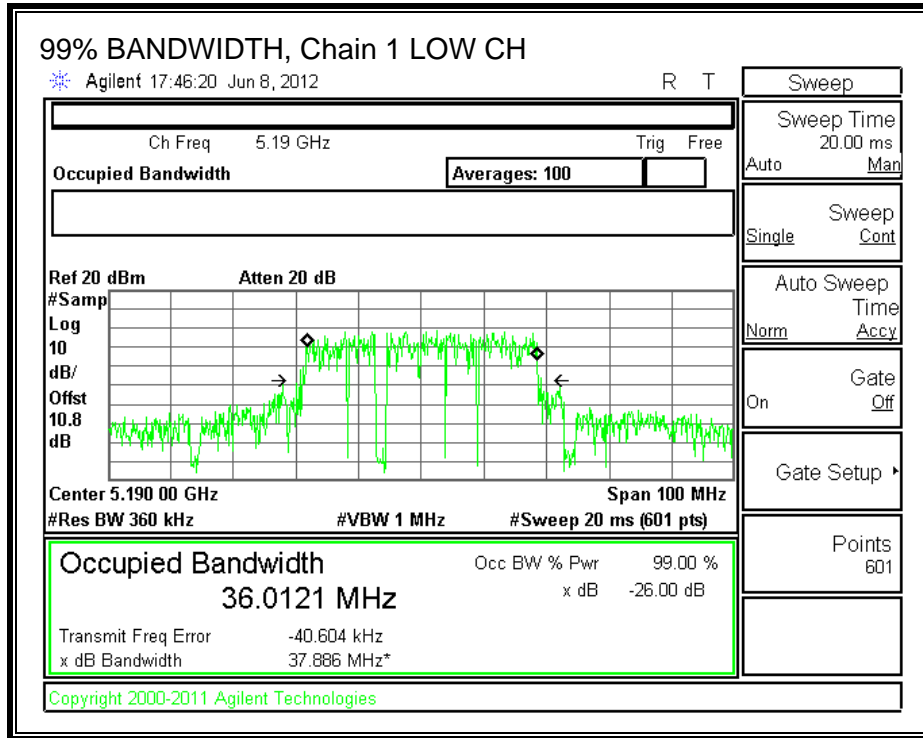 99% BANDWIDTH, Chain 1 LOW CH
Agilent 17:46:20 Jun 8, 2012 R T
Ch Freq 5.19 GHz Trig Free
Occupied Bandwidth Averages: 100
Ref 20 dBm Atten 20 dB
#Samp
Log
10
dB/
Offst
10.8
dB
Center 5.190 00 GHz Span 100 MHz
#Res BW 360 kHz #VBW 1 MHz #Sweep 20 ms (601 pts)
Occupied Bandwidth Occ BW % Pwr 99.00 %
36.0121 MHz x dB -26.00 dB
Transmit Freq Error -40.604 kHz
x dB Bandwidth 37.886 MHz*
Copyright 2000-2011 Agilent Technologies
Sweep
Sweep Time
20.00 ms
Auto Man
Sweep
Single Cont
Auto Sweep
Time
Norm Accy
Gate
On Off
Gate Setup
Points
601